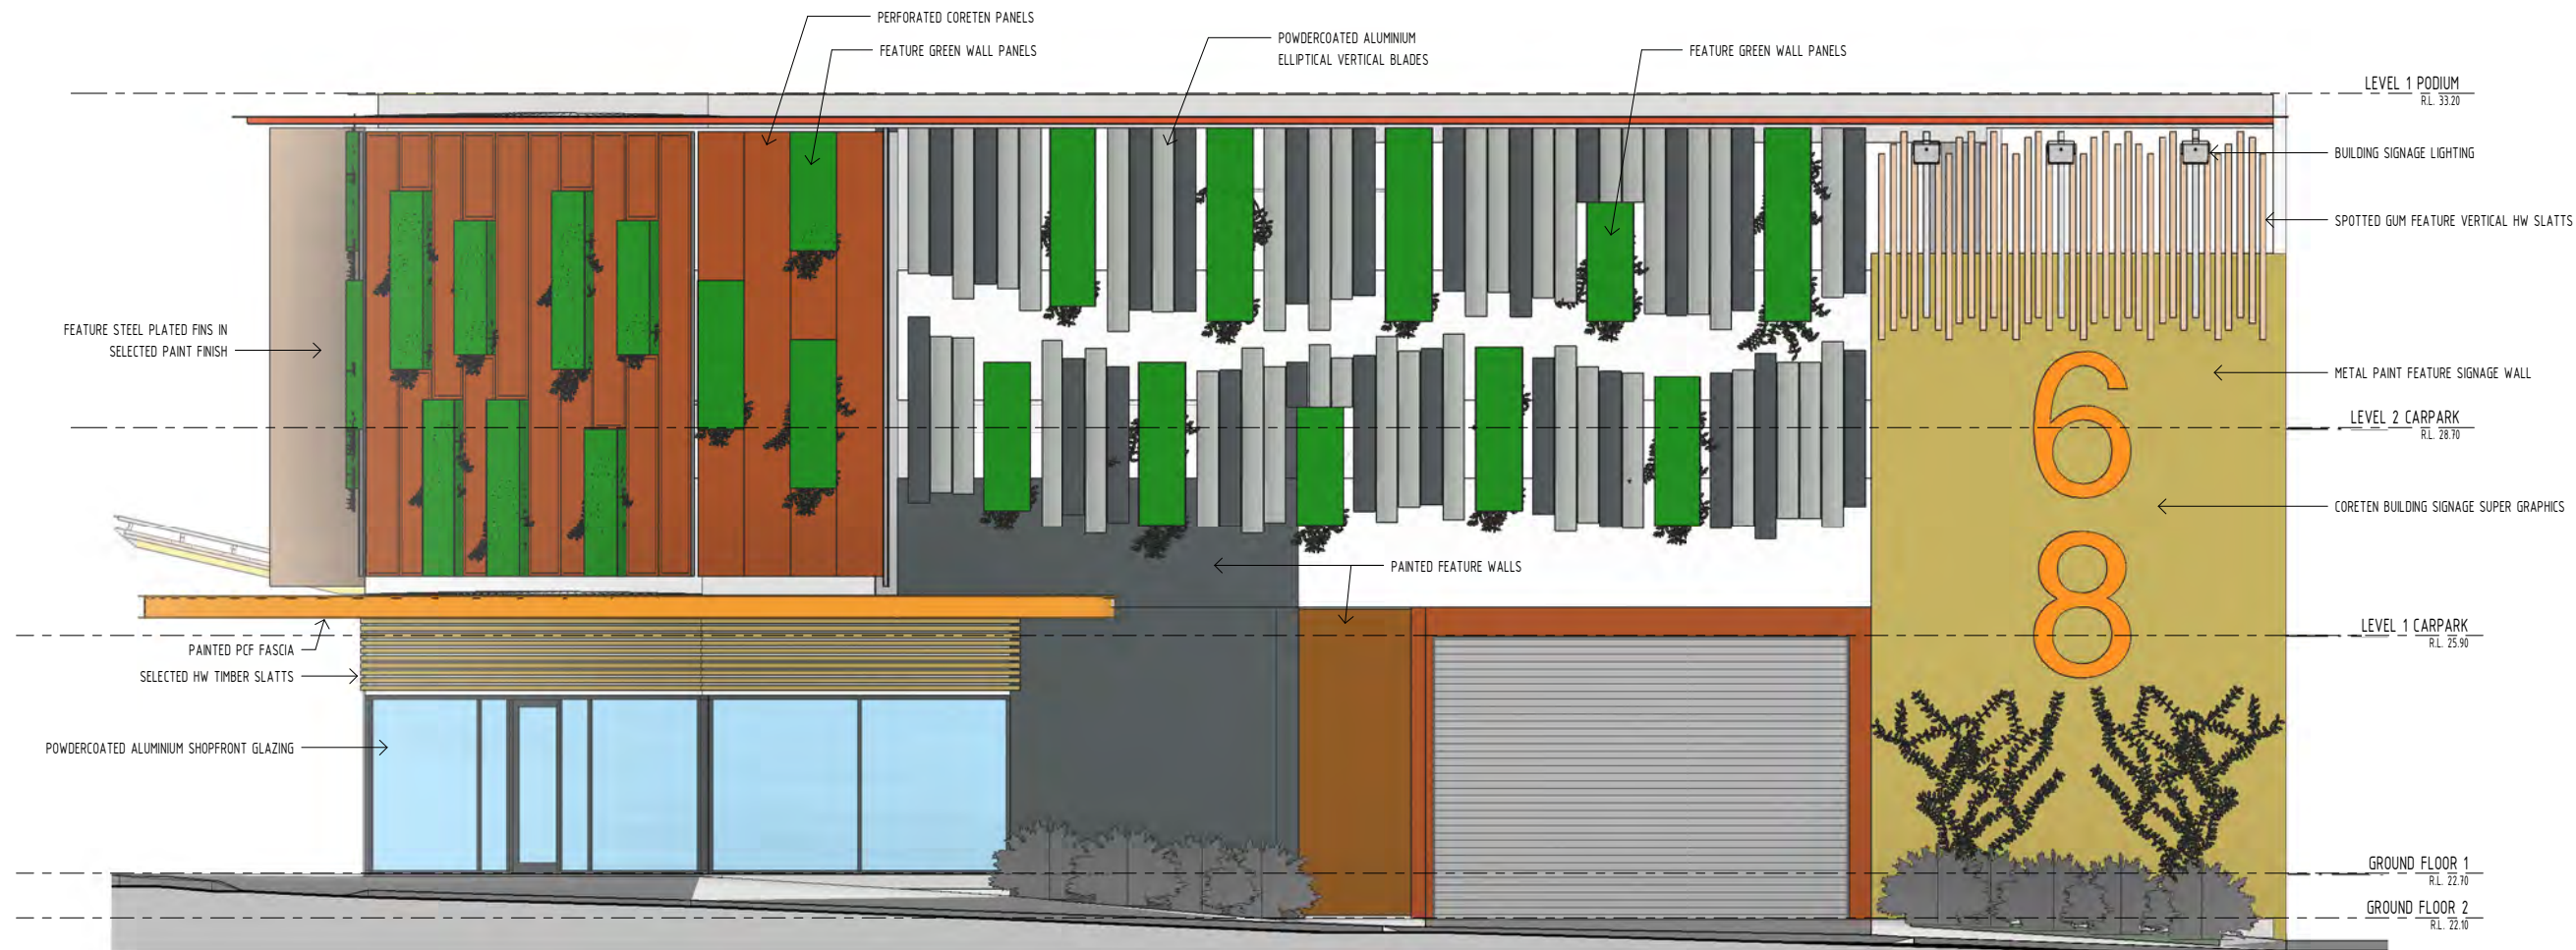 PERFORATED CORETEN PANELS
FEATURE GREEN WALL PANELS
POWDERCOATED ALUMINIUM
ELLIPTICAL VERTICAL BLADES
FEATURE GREEN WALL PANELS
LEVEL 1 PODIUM
R.L. 33.20
BUILDING SIGNAGE LIGHTING
SPOTTED GUM FEATURE VERTICAL HW SLATTS
FEATURE STEEL PLATED FINS IN
SELECTED PAINT FINISH
METAL PAINT FEATURE SIGNAGE WALL
6
8
LEVEL 2 CARPARK
R.L. 28.70
CORETEN BUILDING SIGNAGE SUPER GRAPHICS
PAINTED FEATURE WALLS
LEVEL 1 CARPARK
R.L. 25.90
PAINTED PCF FASCIA
SELECTED HW TIMBER SLATTS
POWDERCOATED ALUMINIUM SHOPFRONT GLAZING
GROUND FLOOR 1
R.L. 22.70
GROUND FLOOR 2
R.L. 22.10